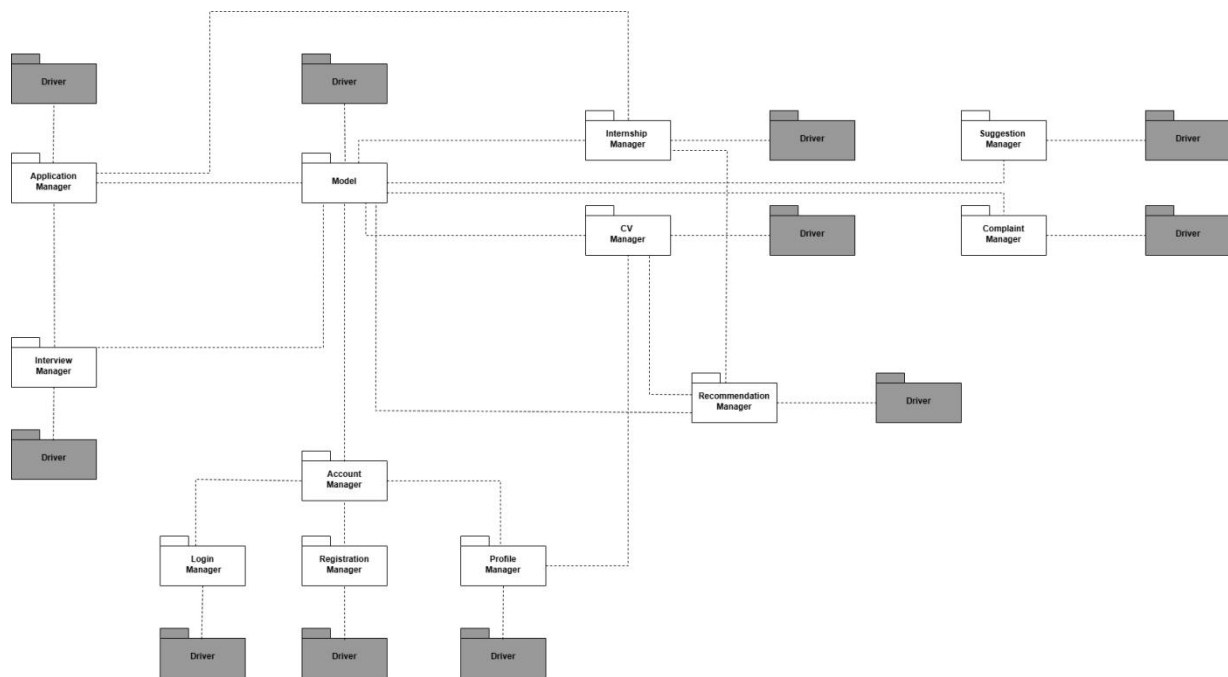 Driver
Driver
Internship
Manager
Driver
Suggestion
Manager
Driver
Application
Manager
Model
CV
Manager
Driver
Complaint
Manager
Driver
Interview
Manager
Recommendation
Manager
Driver
Driver
Account
Manager
Login
Manager
Registration
Manager
Profile
Manager
Driver
Driver
Driver